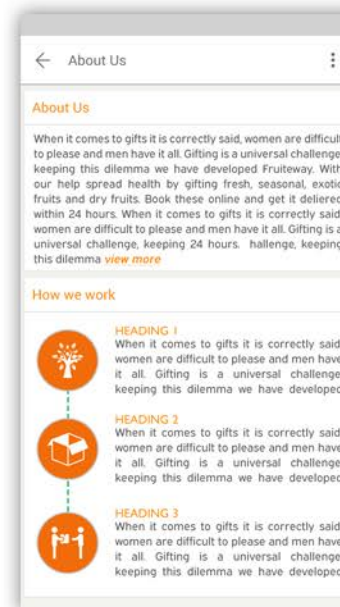 About Us
About Us
When it comes to gifts it is correctly said, women are difficult
to please and men have it all. Gifting is a universal challenge,
keeping this dilemma we have developed Fruiteway. With
our help spread health by gifting fresh, seasonal, exotic
fruits and dry fruits. Book these online and get it deliered
within 24 hours. When it comes to gifts it is correctly said,
women are difficult to please and men have it all. Gifting is a
universal challenge, keeping 24 hours. hallenge, keeping
this dilemma view more
How we work
HEADING 1
When it comes to gifts it is correctly said,
women are difficult to please and men have
it all. Gifting is a universal challenge,
keeping this dilemma we have developed
HEADING 2
When it comes to gifts it is correctly said,
women are difficult to please and men have
it all. Gifting is a universal challenge,
keeping this dilemma we have developed
HEADING 3
When it comes to gifts it is correctly said,
women are difficult to please and men have
it all. Gifting is a universal challenge,
keeping this dilemma we have developed